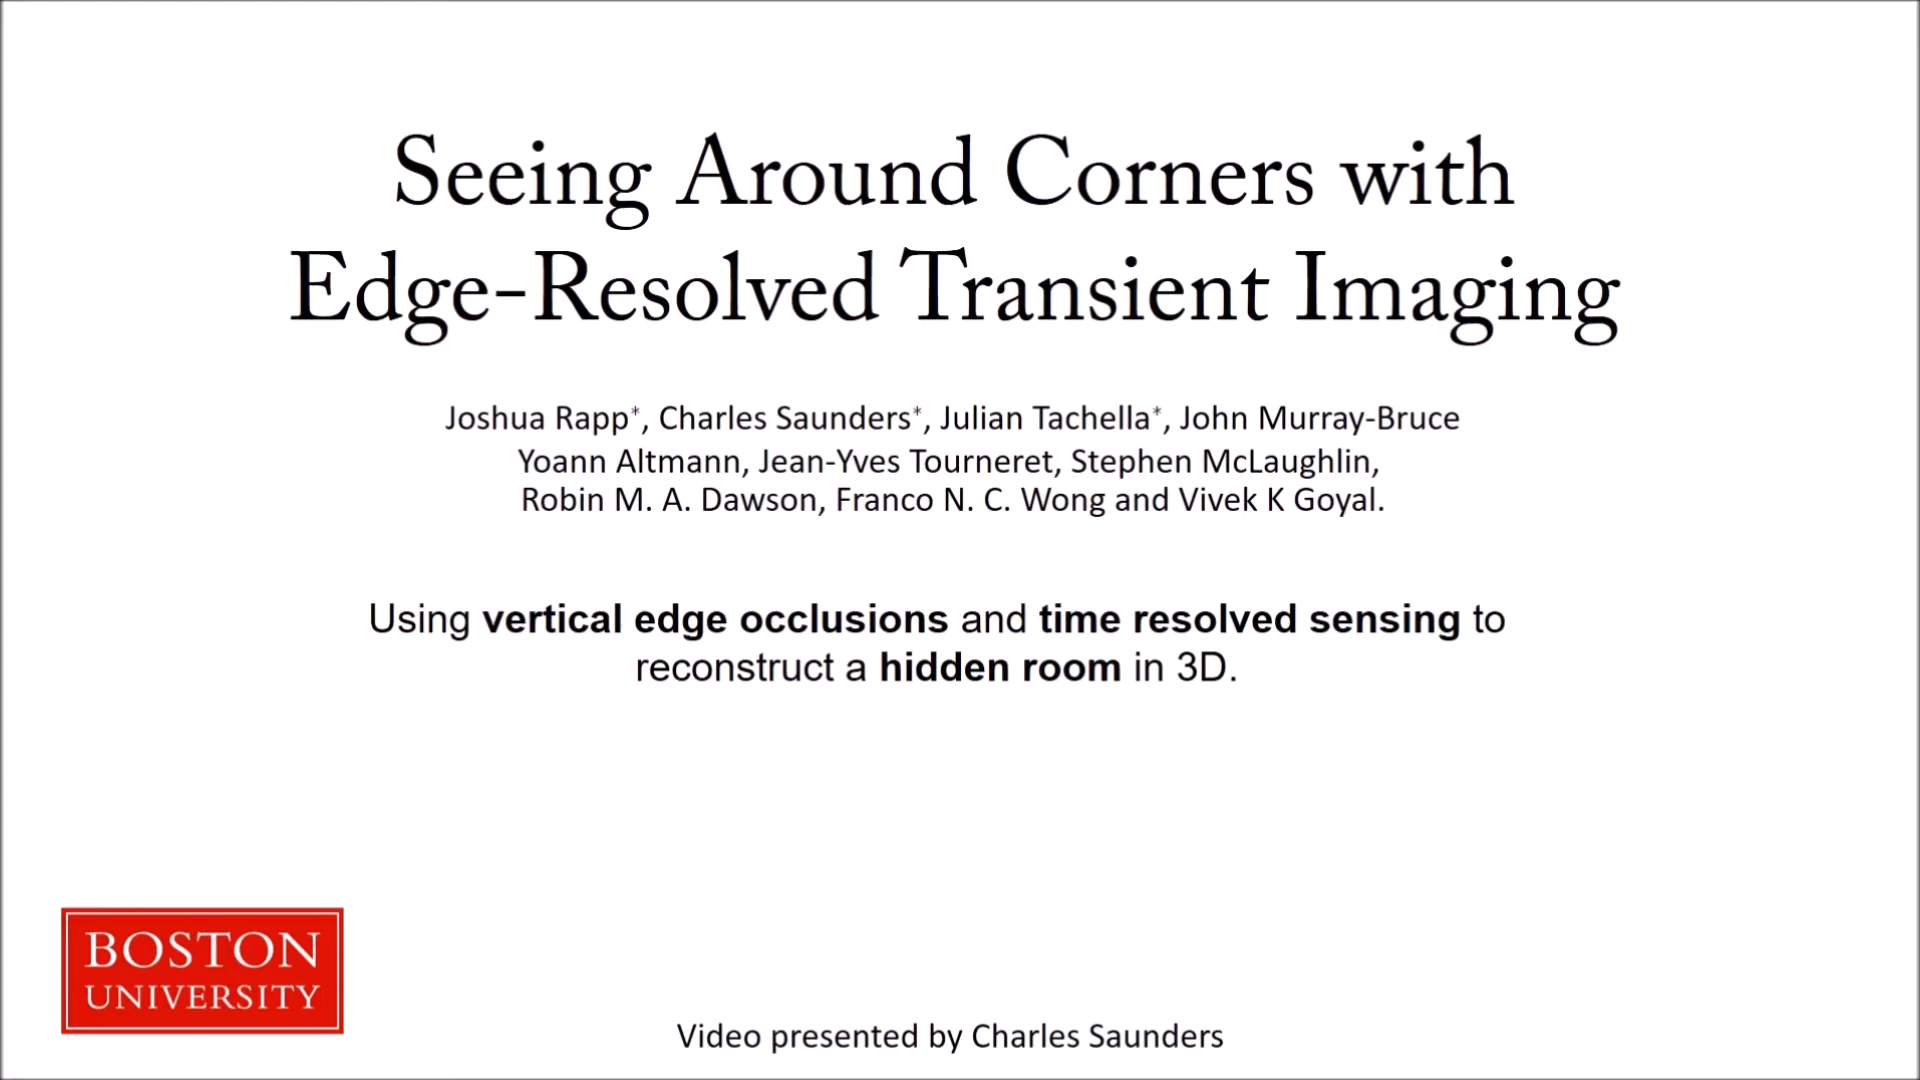 Seeing Around Corners with
Edge-Resolved Transient Imaging
Joshua Rapp*, Charles Saunders*, Julian Tachella*, John Murray-Bruce
Yoann Altmann, Jean-Yves Tourneret, Stephen McLaughlin,
Robin M. A. Dawson, Franco N. C. Wong and Vivek K Goyal.
Using vertical edge occlusions and time resolved sensing to
reconstruct a hidden room in 3D.
BOSTON
UNIVERSITY
Video presented by Charles Saunders